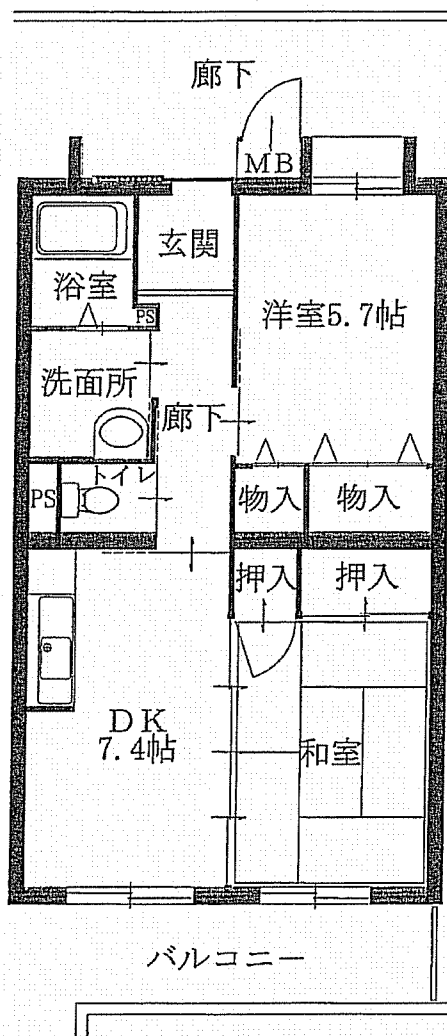 廊下
MB
玄関
浴室
PS
洋室5.7帖
洗面所
廊下
トイレ
PS
物入
物入
押入
押入
DK
7.4帖
和室
バルコニー